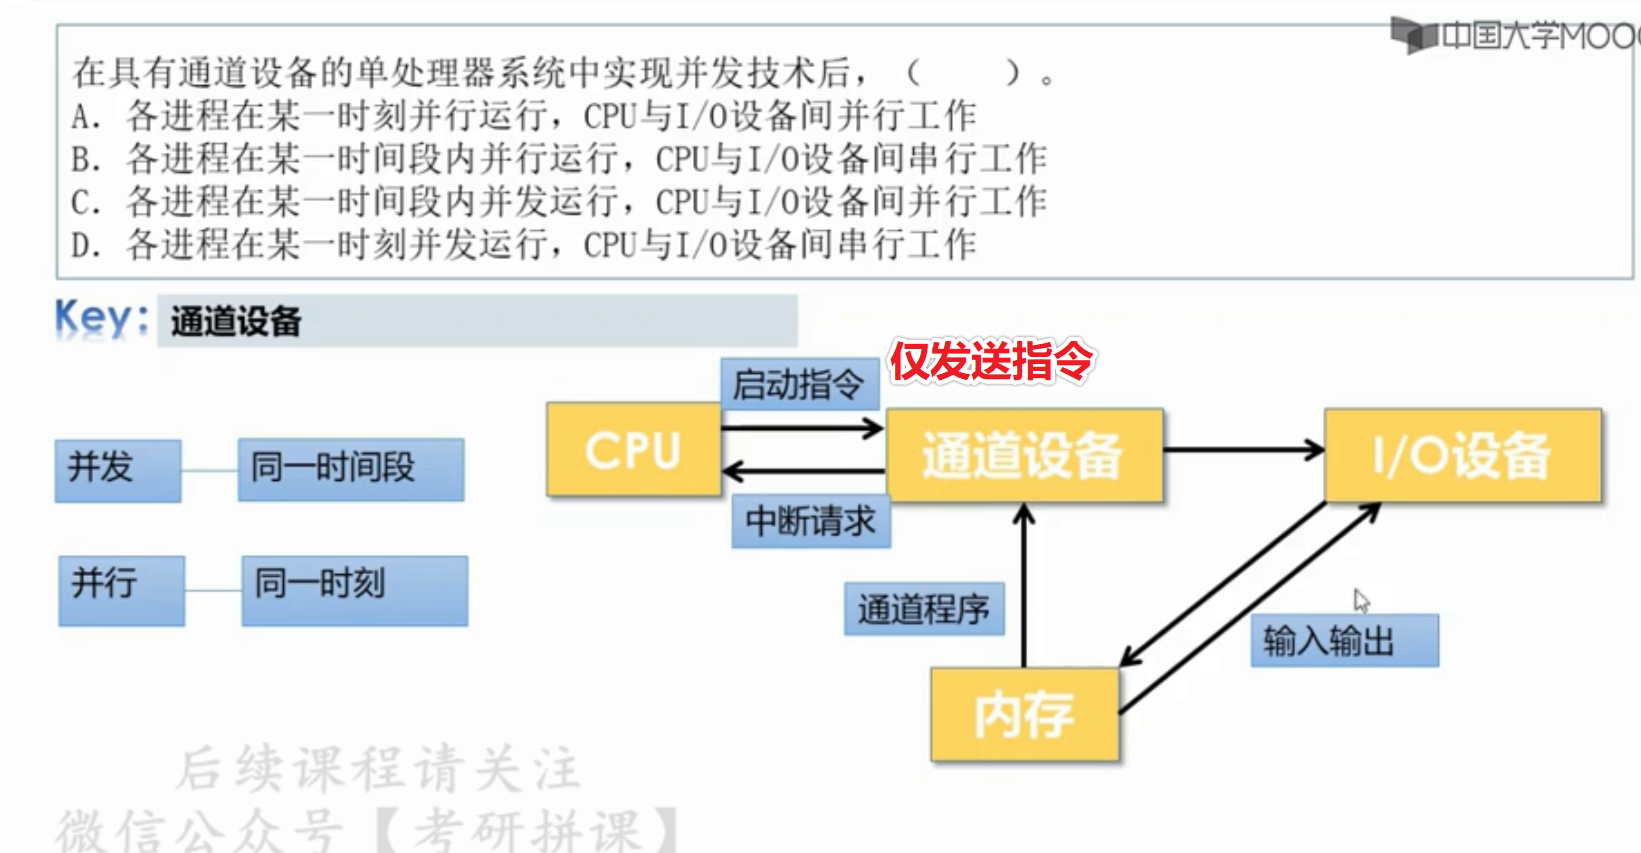 中国大学MOOC
在具有通道设备的单处理器系统中实现并发技术后，（　　）。
A. 各进程在某一时刻并行运行，CPU与I/O设备间并行工作
B. 各进程在某一时间段内并行运行，CPU与I/O设备间串行工作
C. 各进程在某一时间段内并发运行，CPU与I/O设备间并行工作
D. 各进程在某一时刻并发运行，CPU与I/O设备间串行工作
Key: 通道设备
仅发送指令
启动指令
CPU
通道设备
I/O设备
并发
同一时间段
中断请求
并行
同一时刻
通道程序
输入输出
内存
后续课程请关注
微信公众号【考研拼课】